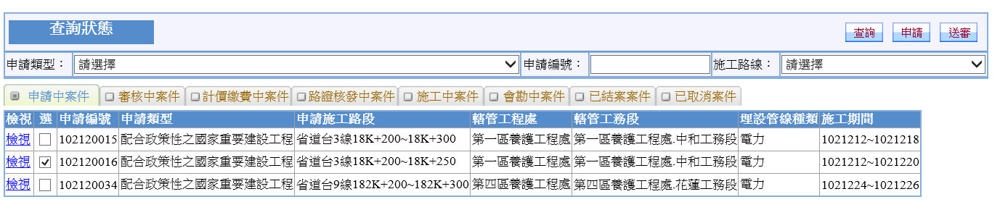 查詢狀態
查詢 申請 送審
申請類型： 請選擇 申請編號： 施工路線： 請選擇
申請中案件 審核中案件 計價繳費中案件 路證核發中案件 施工中案件 會勘中案件 已結案案件 已取消案件
檢視 選 申請編號 申請類型 申請施工路段 轄管工程處 轄管工務段 埋設管線種類 施工期間
檢視 102120015 配合政策性之國家重要建設工程 省道台3線18K+200~18K+300 第一區養護工程處 第一區養護工程處.中和工務段 電力 1021212~1021218
檢視 102120016 配合政策性之國家重要建設工程 省道台3線18K+200~18K+250 第一區養護工程處 第一區養護工程處.中和工務段 電力 1021212~1021220
檢視 102120034 配合政策性之國家重要建設工程 省道台9線182K+200~182K+300 第四區養護工程處 第四區養護工程處.花蓮工務段 電力 1021224~1021226